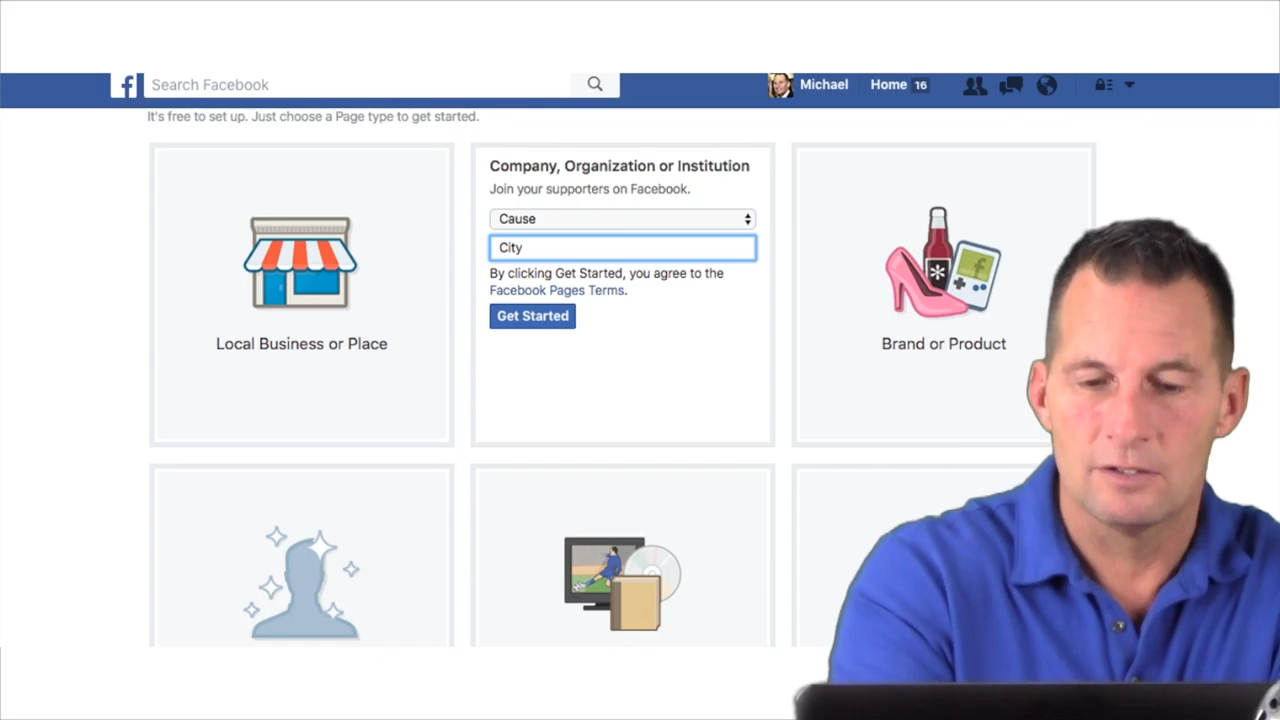 Search Facebook
Michael
Home 16
It's free to set up. Just choose a Page type to get started.
Company, Organization or Institution
Join your supporters on Facebook.
Cause
City
By clicking Get Started, you agree to the
Facebook Pages Terms.
Get Started
Local Business or Place
Brand or Product